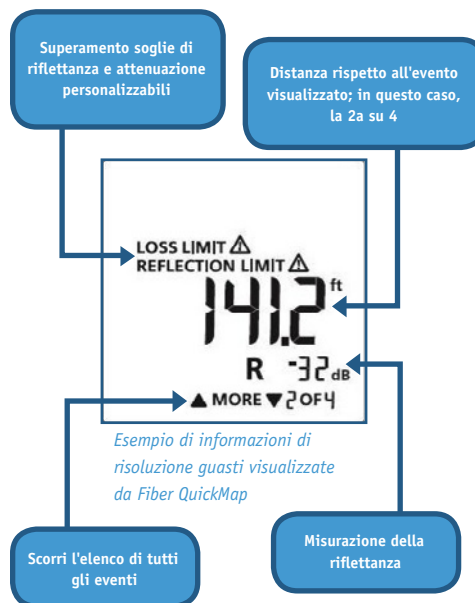 Superamento soglie di
riflettanza e attenuazione
personalizzabili
Distanza rispetto all'evento
visualizzato; in questo caso,
la 2a su 4
LOSS LIMIT ⚠
REFLECTION LIMIT ⚠
141.2 ft
R -32 dB
▲ MORE ▼ 2 OF 4
Esempio di informazioni di
risoluzione guasti visualizzate
da Fiber QuickMap
Scorri l'elenco di tutti
gli eventi
Misurazione della
riflettanza